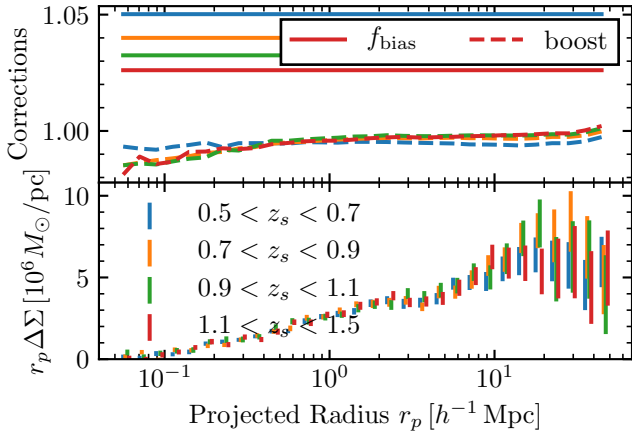 1.05
1.00
Corrections
f_bias
boost
10
5
0
r_p ΔΣ [10^6 M_⊙/pc]
0.5 < z_s < 0.7
0.7 < z_s < 0.9
0.9 < z_s < 1.1
1.1 < z_s < 1.5
10^−1
10^0
10^1
Projected Radius r_p [h^−1 Mpc]